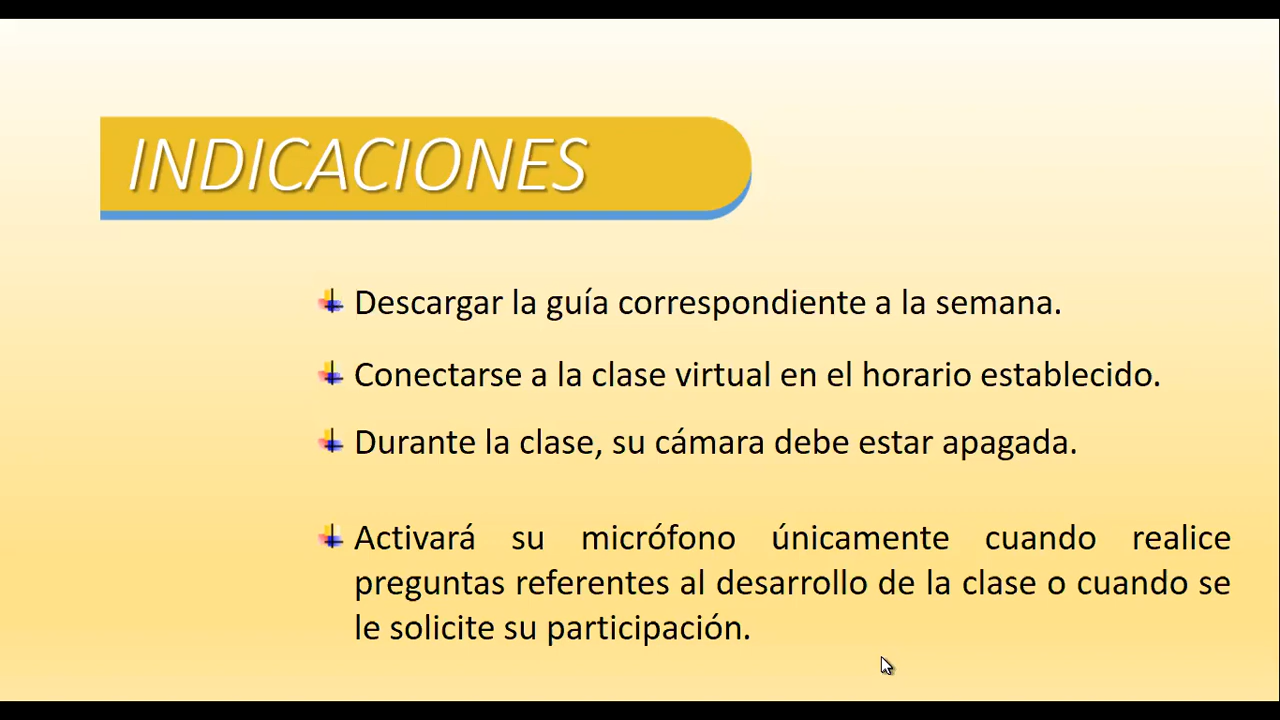 INDICACIONES
Descargar la guía correspondiente a la semana.
Conectarse a la clase virtual en el horario establecido.
Durante la clase, su cámara debe estar apagada.
Activará su micrófono únicamente cuando realice
preguntas referentes al desarrollo de la clase o cuando se
le solicite su participación.